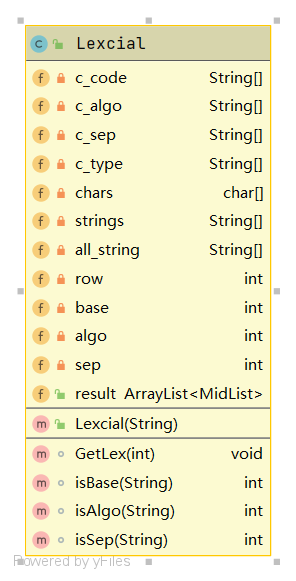 C Lexcial
f c_code String[]
f c_algo String[]
f c_sep String[]
f c_type String[]
f chars char[]
f strings String[]
f all_string String[]
f row int
f base int
f algo int
f sep int
f result ArrayList<MidList>
m Lexcial(String)
m GetLex(int) void
m isBase(String) int
m isAlgo(String) int
m isSep(String) int
Powered by yFiles